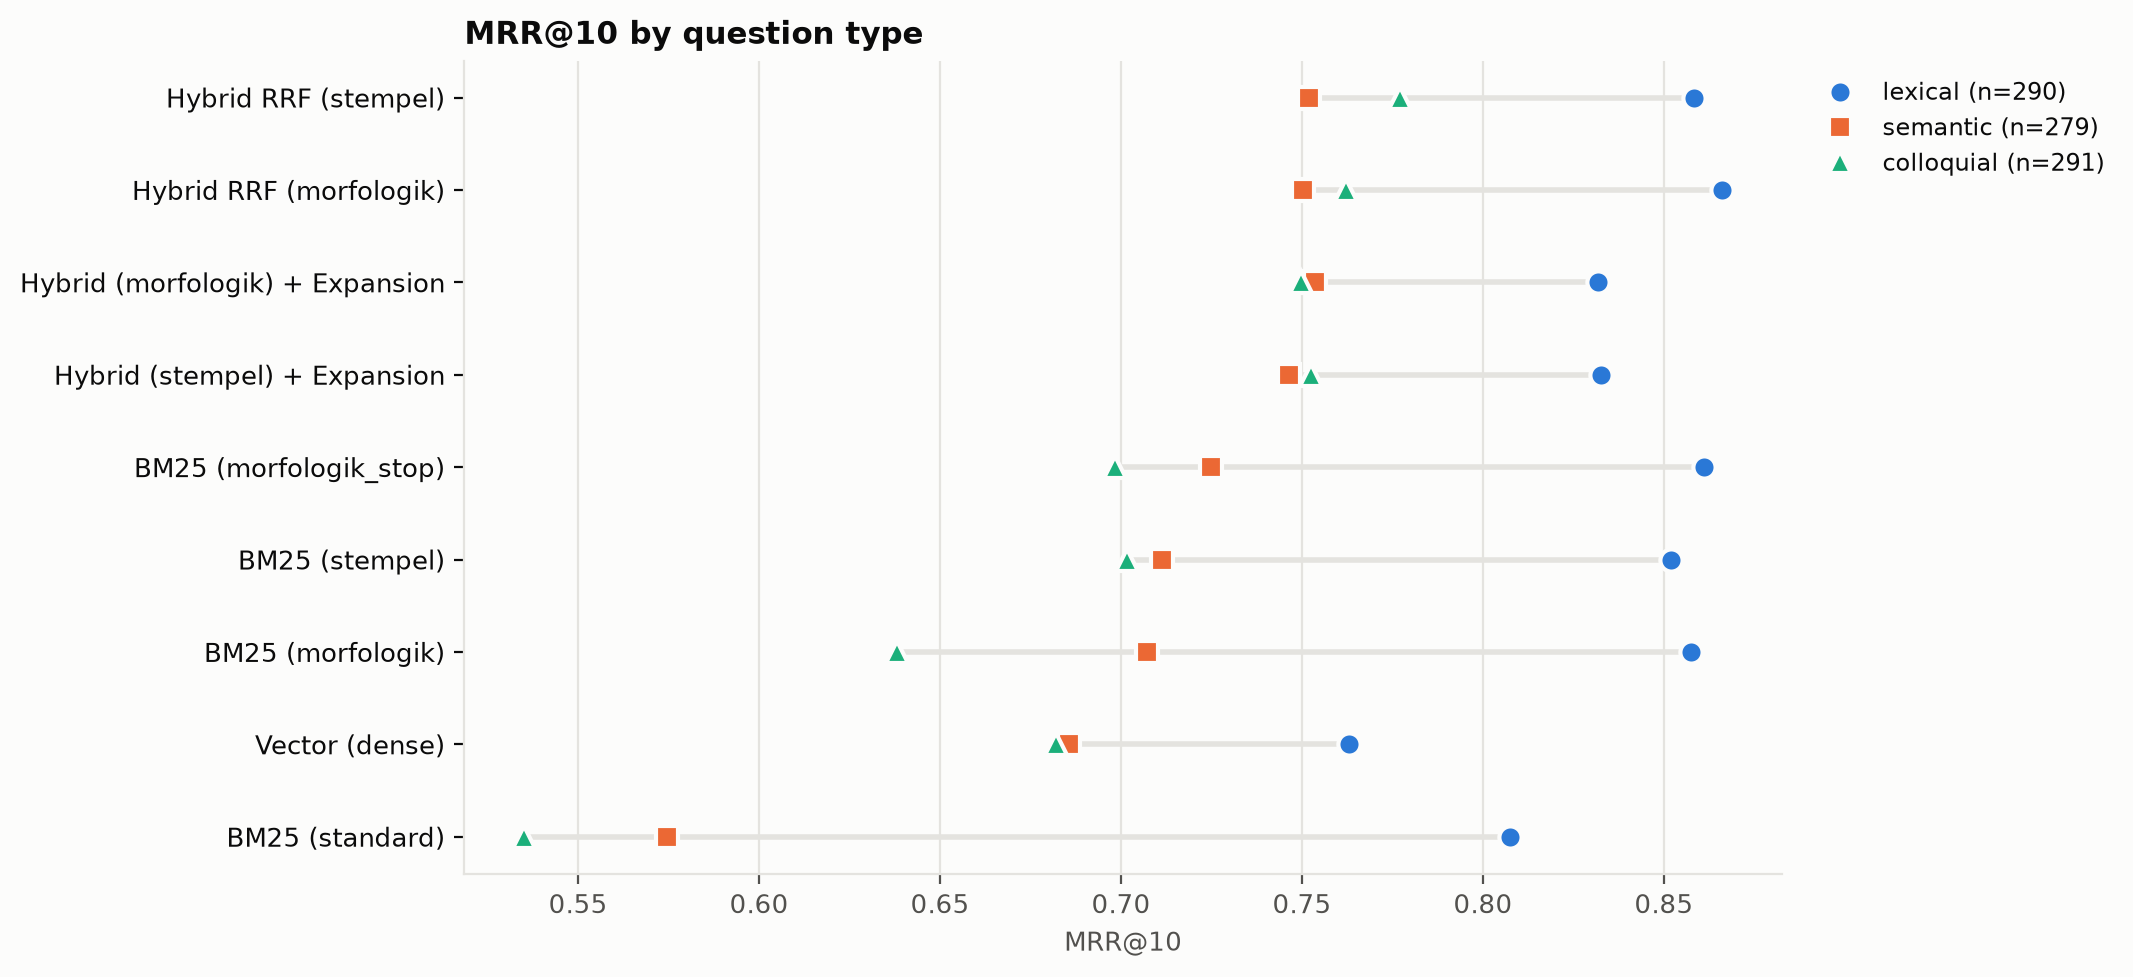 MRR@10 by question type
Hybrid RRF (stempel)
Hybrid RRF (morfologik)
Hybrid (morfologik) + Expansion
Hybrid (stempel) + Expansion
BM25 (morfologik_stop)
BM25 (stempel)
BM25 (morfologik)
Vector (dense)
BM25 (standard)
lexical (n=290)
semantic (n=279)
colloquial (n=291)
0.55 0.60 0.65 0.70 0.75 0.80 0.85
MRR@10